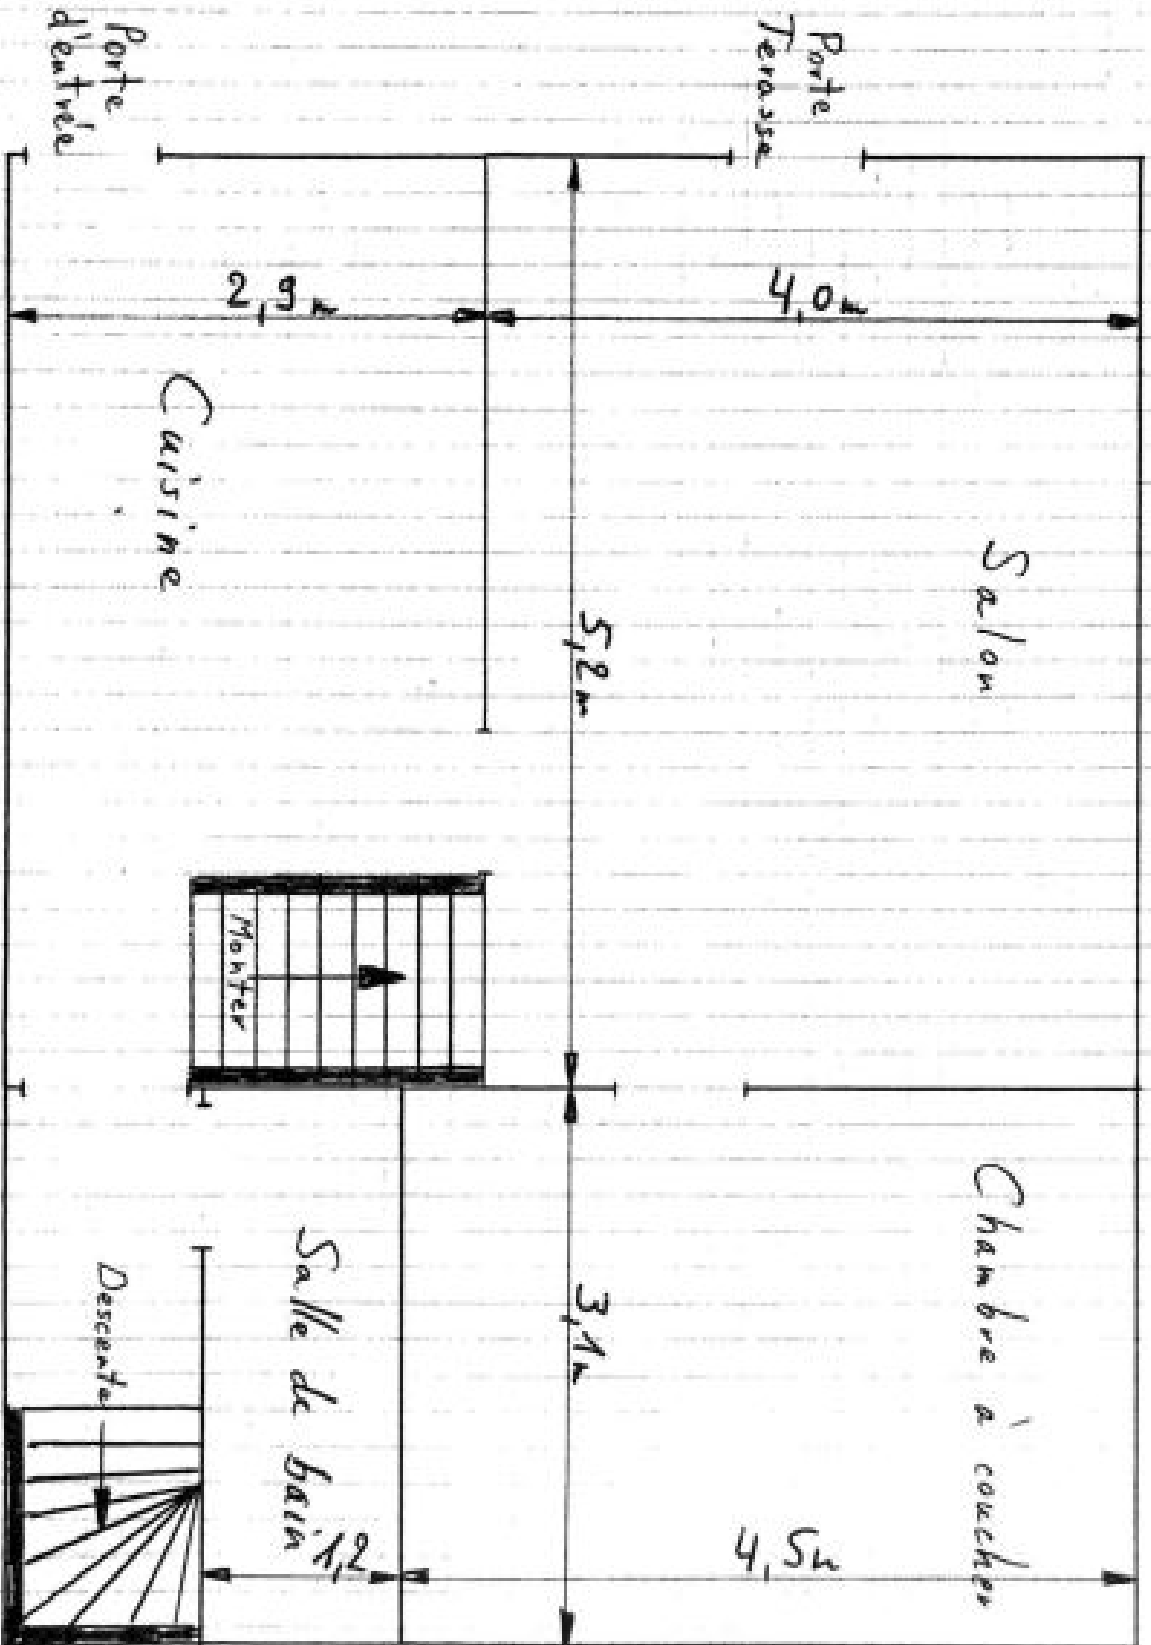 Porte
d'entrée
Porte
Terasse
2,9m
4,0m
Cuisine
Salon
5,2m
Monter
Chambre à coucher
Salle de bain
Descente
3,1m
1,2
4,5m